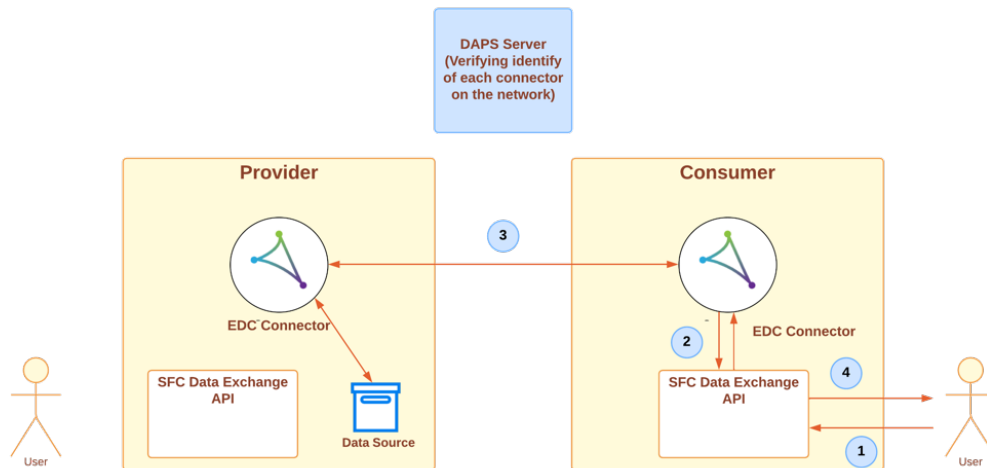 DAPS Server
(Verifying identify
of each connector
on the network)
Provider
Consumer
3
EDC Connector
EDC Connector
2
SFC Data Exchange
API
Data Source
SFC Data Exchange
API
4
1
User
User